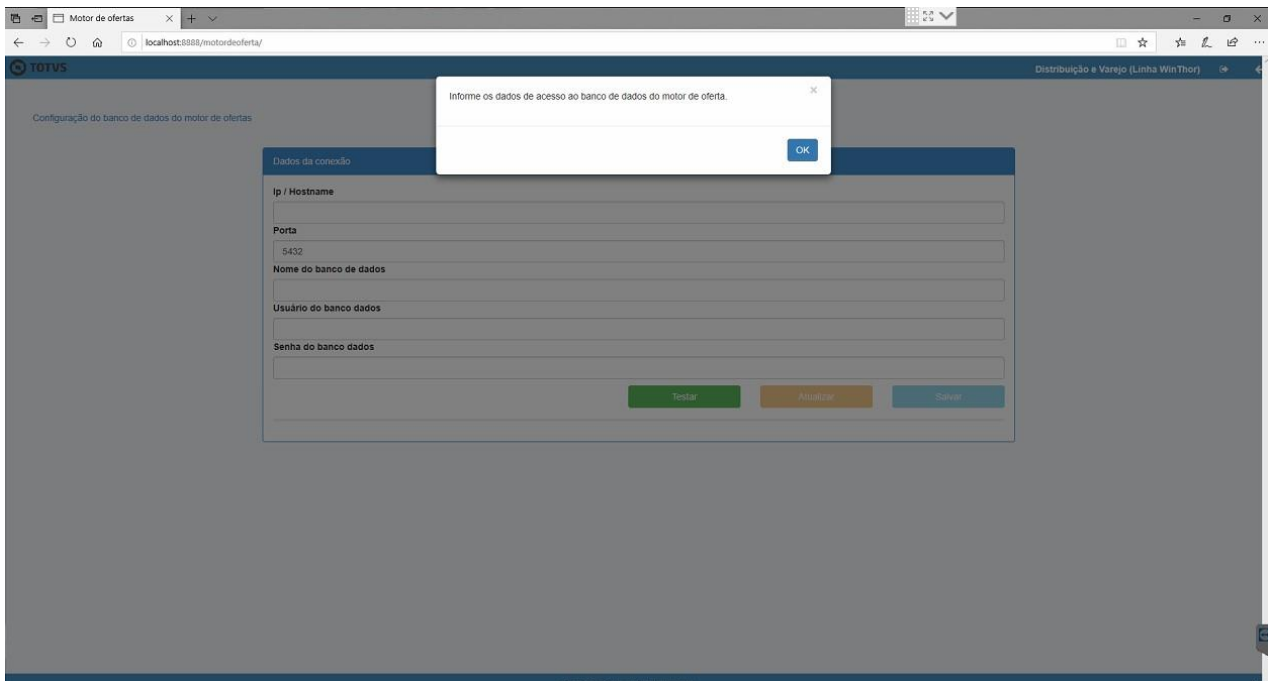 Motor de ofertas
localhost:8888/motordeoferta/
TOTVS
Distribuição e Varejo (Linha WinThor)
Informe os dados de acesso ao banco de dados do motor de oferta.
OK
Configuração do banco de dados do motor de ofertas
Dados da conexão
Ip / Hostname
Porta
5432
Nome do banco de dados
Usuário do banco dados
Senha do banco dados
Testar
Atualizar
Salvar